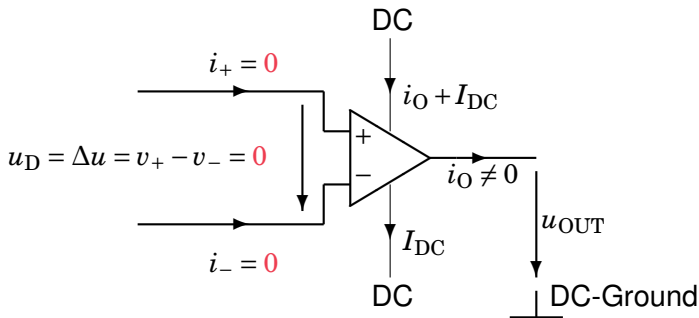 DC
i₊ = 0
i_O + I_DC
+
u_D = Δu = v₊ − v₋ = 0
−
i_O ≠ 0
u_OUT
I_DC
i₋ = 0
DC
DC-Ground